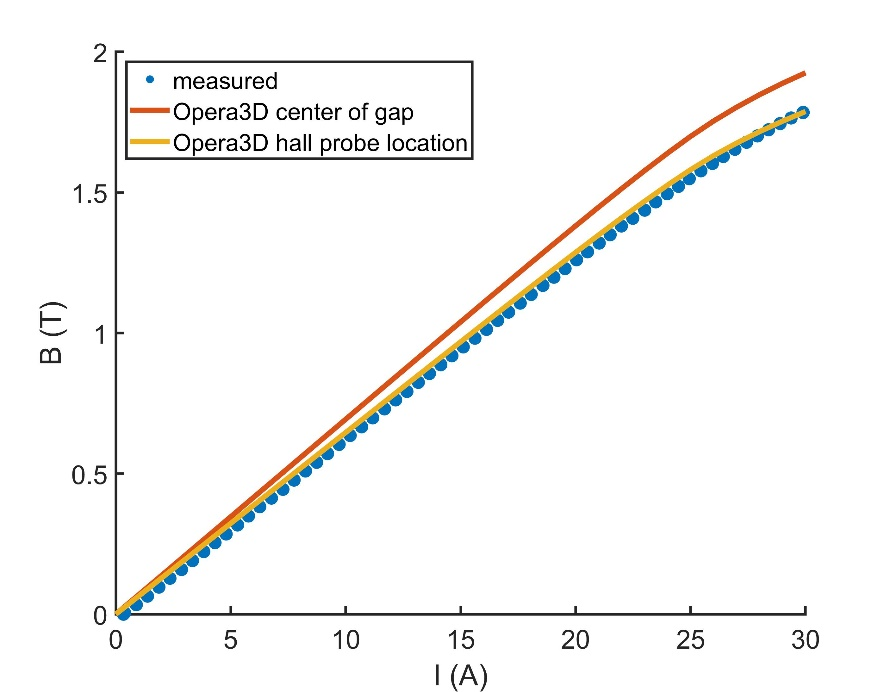 2
measured
Opera3D center of gap
Opera3D hall probe location
1.5
1
B (T)
0.5
0
0 5 10 15 20 25 30
I (A)